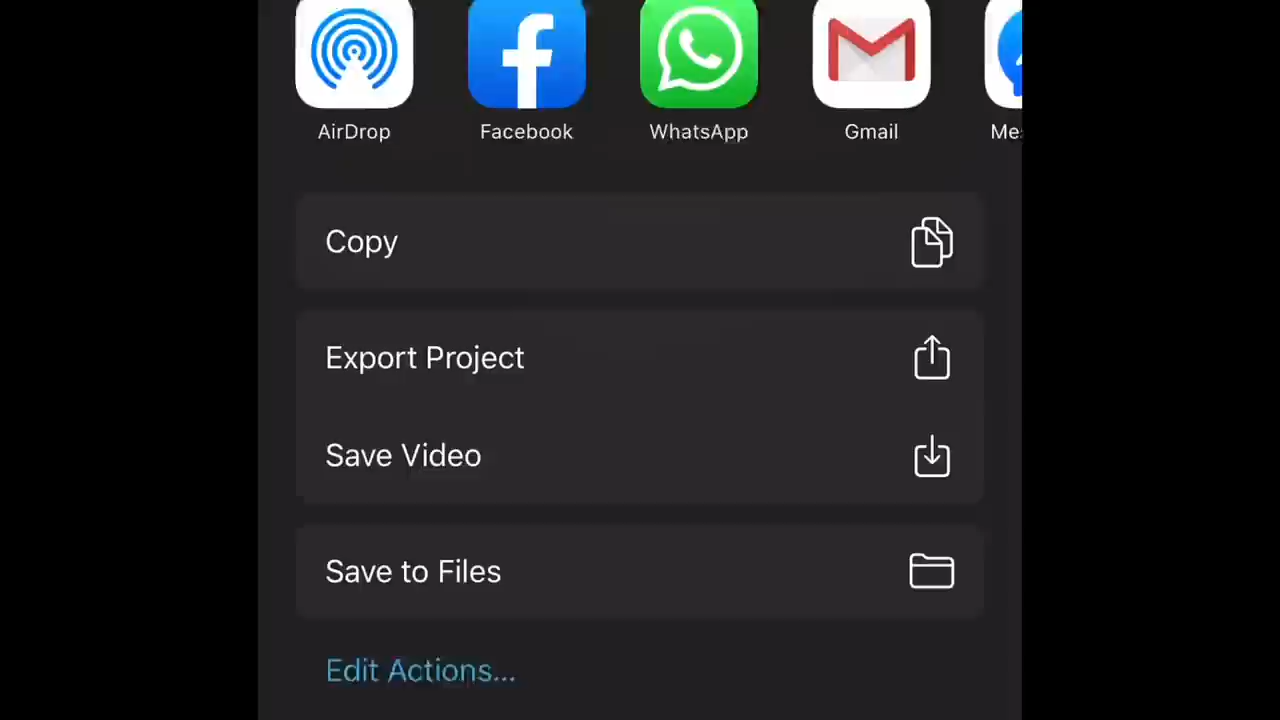 AirDrop Facebook WhatsApp Gmail
Copy
Export Project
Save Video
Save to Files
Edit Actions...